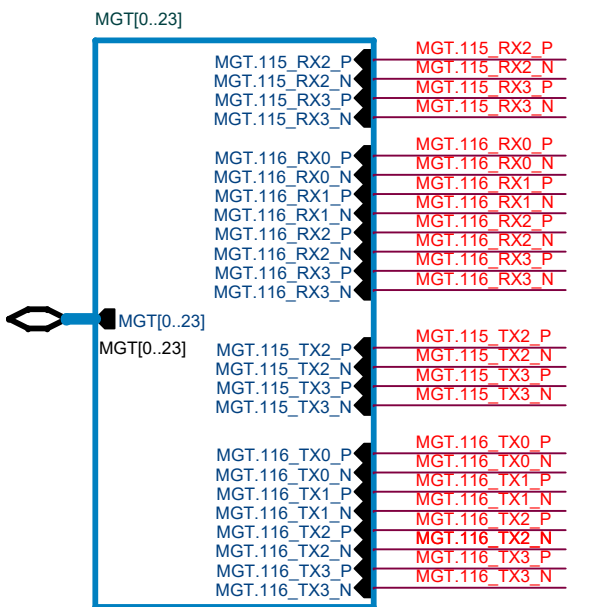 MGT[0..23]
MGT.115_RX2_P MGT.115_RX2_P
MGT.115_RX2_N MGT.115_RX2_N
MGT.115_RX3_P MGT.115_RX3_P
MGT.115_RX3_N MGT.115_RX3_N
MGT.116_RX0_P MGT.116_RX0_P
MGT.116_RX0_N MGT.116_RX0_N
MGT.116_RX1_P MGT.116_RX1_P
MGT.116_RX1_N MGT.116_RX1_N
MGT.116_RX2_P MGT.116_RX2_P
MGT.116_RX2_N MGT.116_RX2_N
MGT.116_RX3_P MGT.116_RX3_P
MGT.116_RX3_N MGT.116_RX3_N
MGT[0..23]
MGT[0..23]
MGT.115_TX2_P MGT.115_TX2_P
MGT.115_TX2_N MGT.115_TX2_N
MGT.115_TX3_P MGT.115_TX3_P
MGT.115_TX3_N MGT.115_TX3_N
MGT.116_TX0_P MGT.116_TX0_P
MGT.116_TX0_N MGT.116_TX0_N
MGT.116_TX1_P MGT.116_TX1_P
MGT.116_TX1_N MGT.116_TX1_N
MGT.116_TX2_P MGT.116_TX2_P
MGT.116_TX2_N MGT.116_TX2_N
MGT.116_TX3_P MGT.116_TX3_P
MGT.116_TX3_N MGT.116_TX3_N